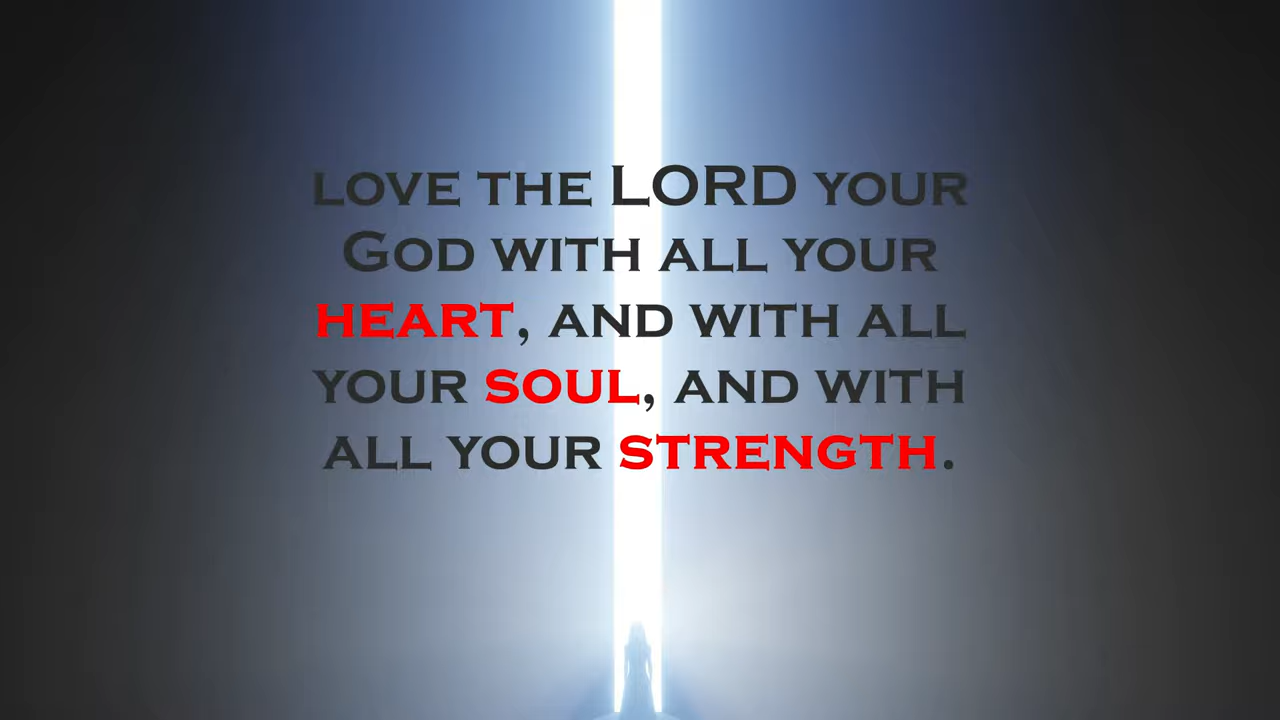 LOVE THE LORD YOUR
GOD WITH ALL YOUR
HEART, AND WITH ALL
YOUR SOUL, AND WITH
ALL YOUR STRENGTH.